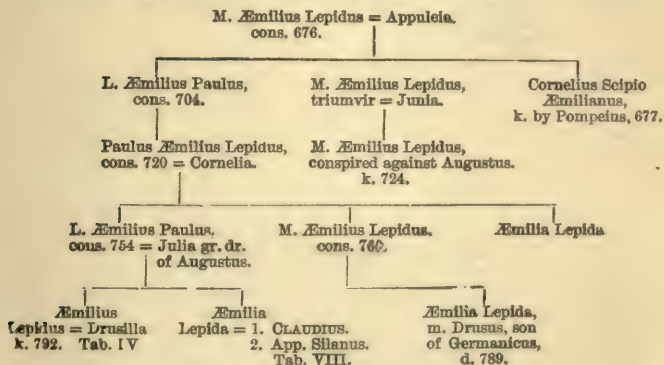 M. Æmilius Lepidus = Appuleia.
cons. 676.
L. Æmilius Paulus,
cons. 704.
M. Æmilius Lepidus,
triumvir = Junia.
Cornelius Scipio
Æmilianus,
k. by Pompeius, 677.
Paulus Æmilius Lepidus,
cons. 720 = Cornelia.
M. Æmilius Lepidus,
conspired against Augustus.
k. 724.
L. Æmilius Paulus,
cons. 754 = Julia gr. dr.
of Augustus.
M. Æmilius Lepidus.
cons. 760.
Æmilia Lepida
Æmilius
Lepidus = Drusilla
k. 792. Tab. IV
Æmilia
Lepida = 1. CLAUDIUS.
2. App. Silanus.
Tab. VIII.
Æmilia Lepida,
m. Drusus, son
of Germanicus,
d. 789.